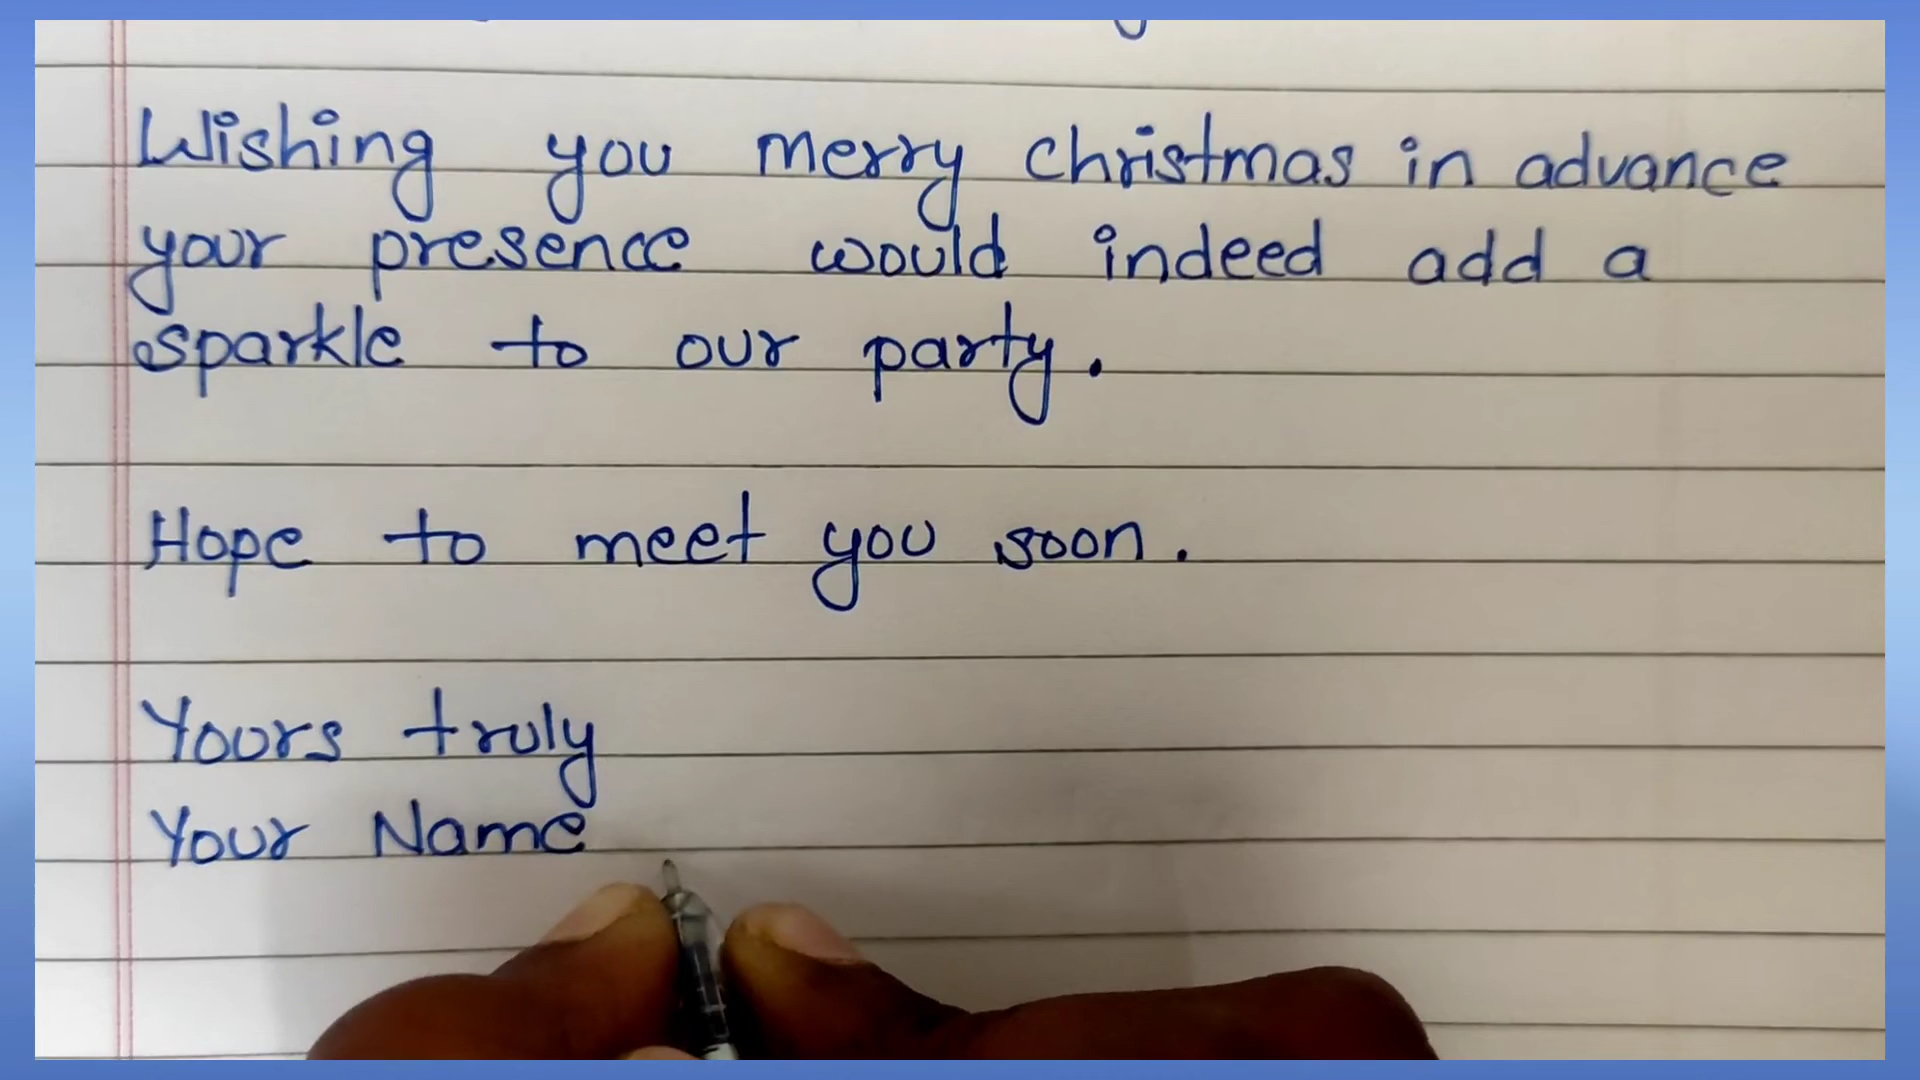 Wishing you merry christmas in advance
your presence would indeed add a
sparkle to our party.
Hope to meet you soon.
Yours truly
Your Name